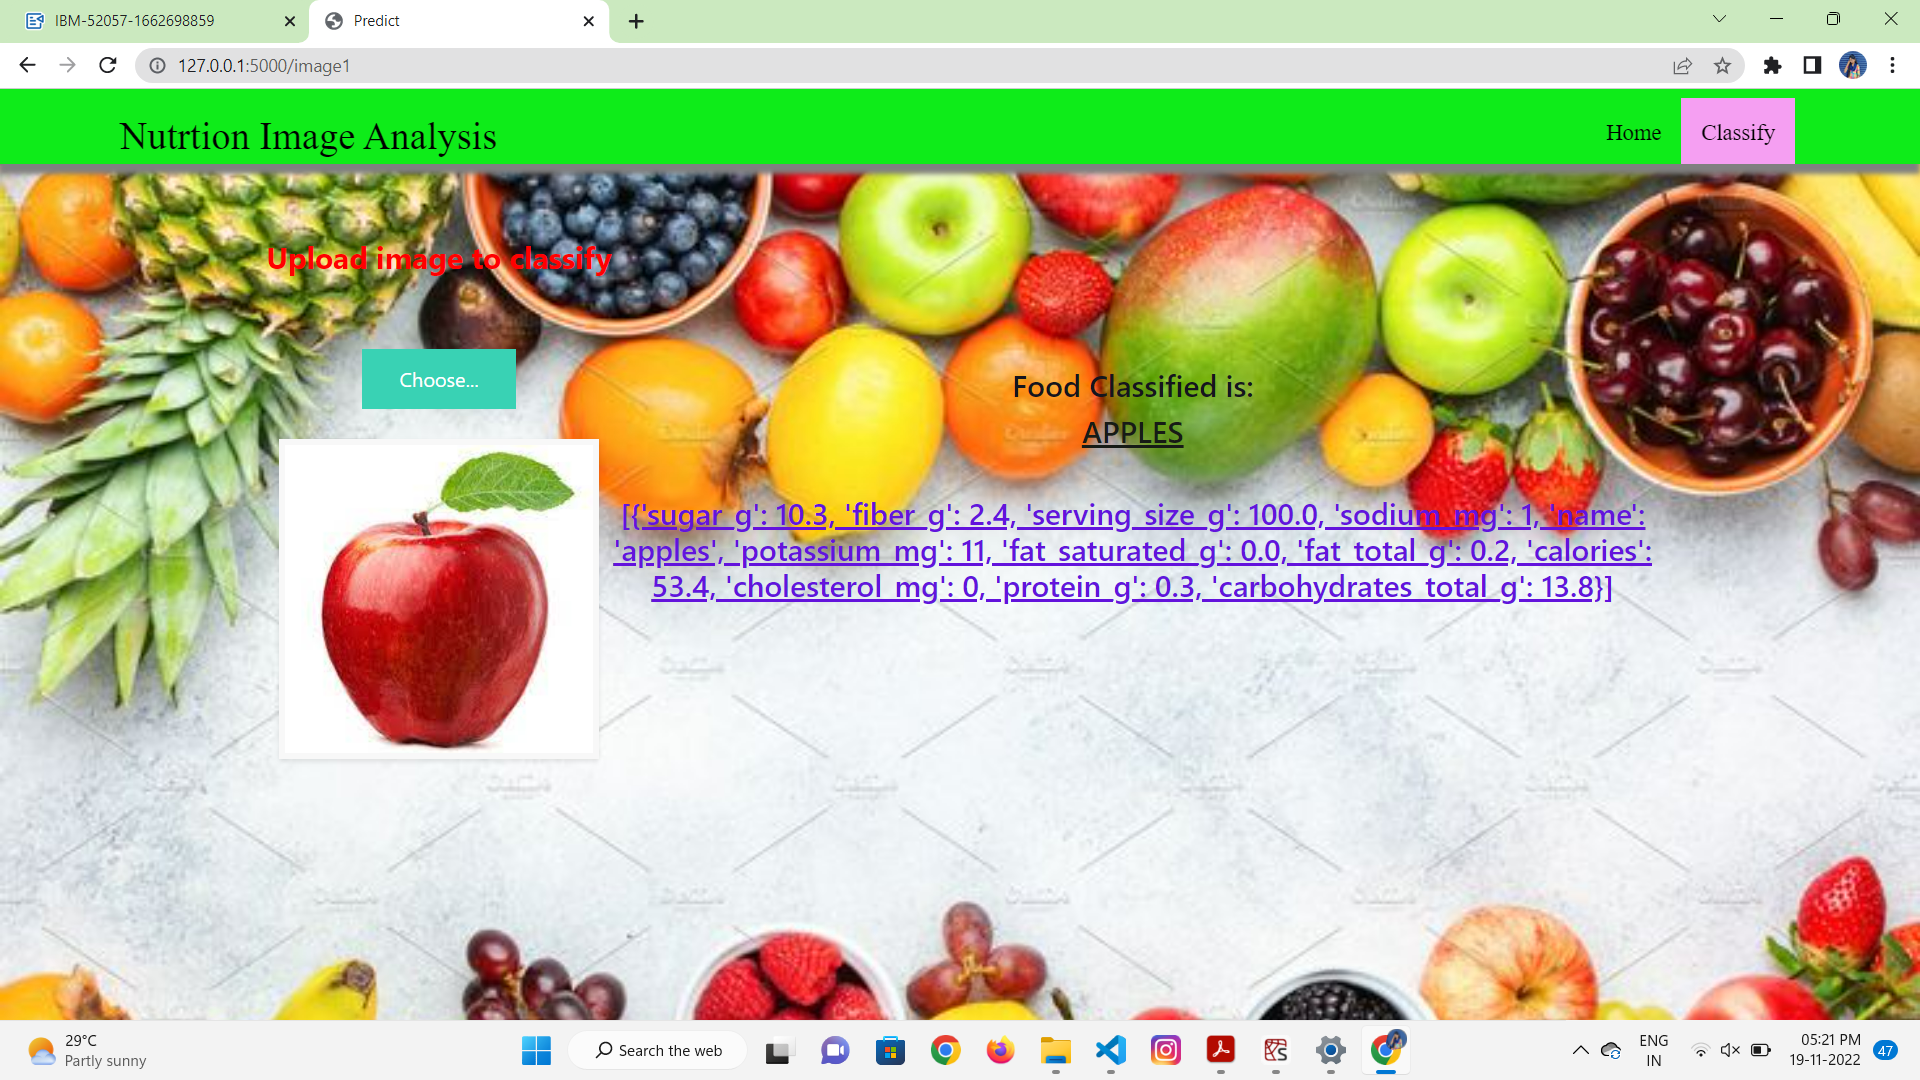 IBM-52057-1662698859
Predict
127.0.0.1:5000/image1
Nutrtion Image Analysis
Home
Classify
Upload image to classify
Choose...
Food Classified is:
APPLES
[{'sugar_g': 10.3, 'fiber_g': 2.4, 'serving_size_g': 100.0, 'sodium_mg': 1, 'name':
'apples', 'potassium_mg': 11, 'fat_saturated_g': 0.0, 'fat_total_g': 0.2, 'calories':
53.4, 'cholesterol_mg': 0, 'protein_g': 0.3, 'carbohydrates_total_g': 13.8}]
29°C
Partly sunny
Search the web
ENG
IN
05:21 PM
19-11-2022
47